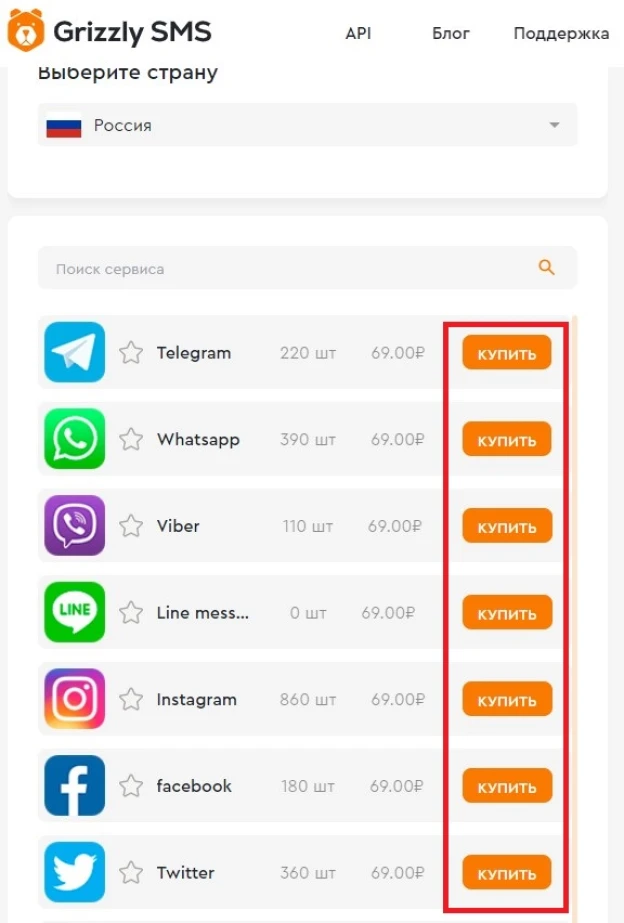 Grizzly SMS API Блог Поддержка
Выберите страну
Россия
Поиск сервиса
Telegram 220 шт 69.00₽ КУПИТЬ
Whatsapp 390 шт 69.00₽ КУПИТЬ
Viber 110 шт 69.00₽ КУПИТЬ
LINE Line mess... 0 шт 69.00₽ КУПИТЬ
Instagram 860 шт 69.00₽ КУПИТЬ
facebook 180 шт 69.00₽ КУПИТЬ
Twitter 360 шт 69.00₽ КУПИТЬ